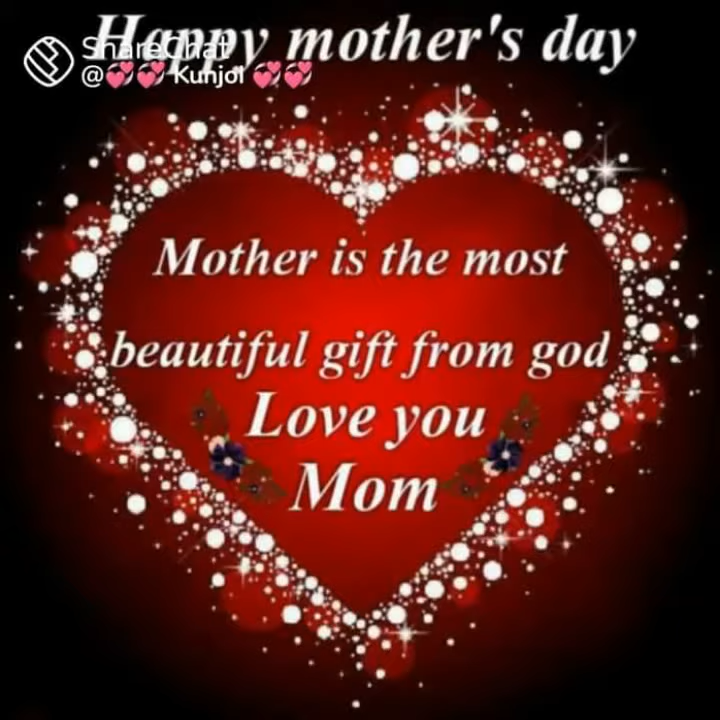 Happy mother's day
ShareChat
@💞💞 Kunjol 💞💞
Mother is the most
beautiful gift from god
Love you
Mom